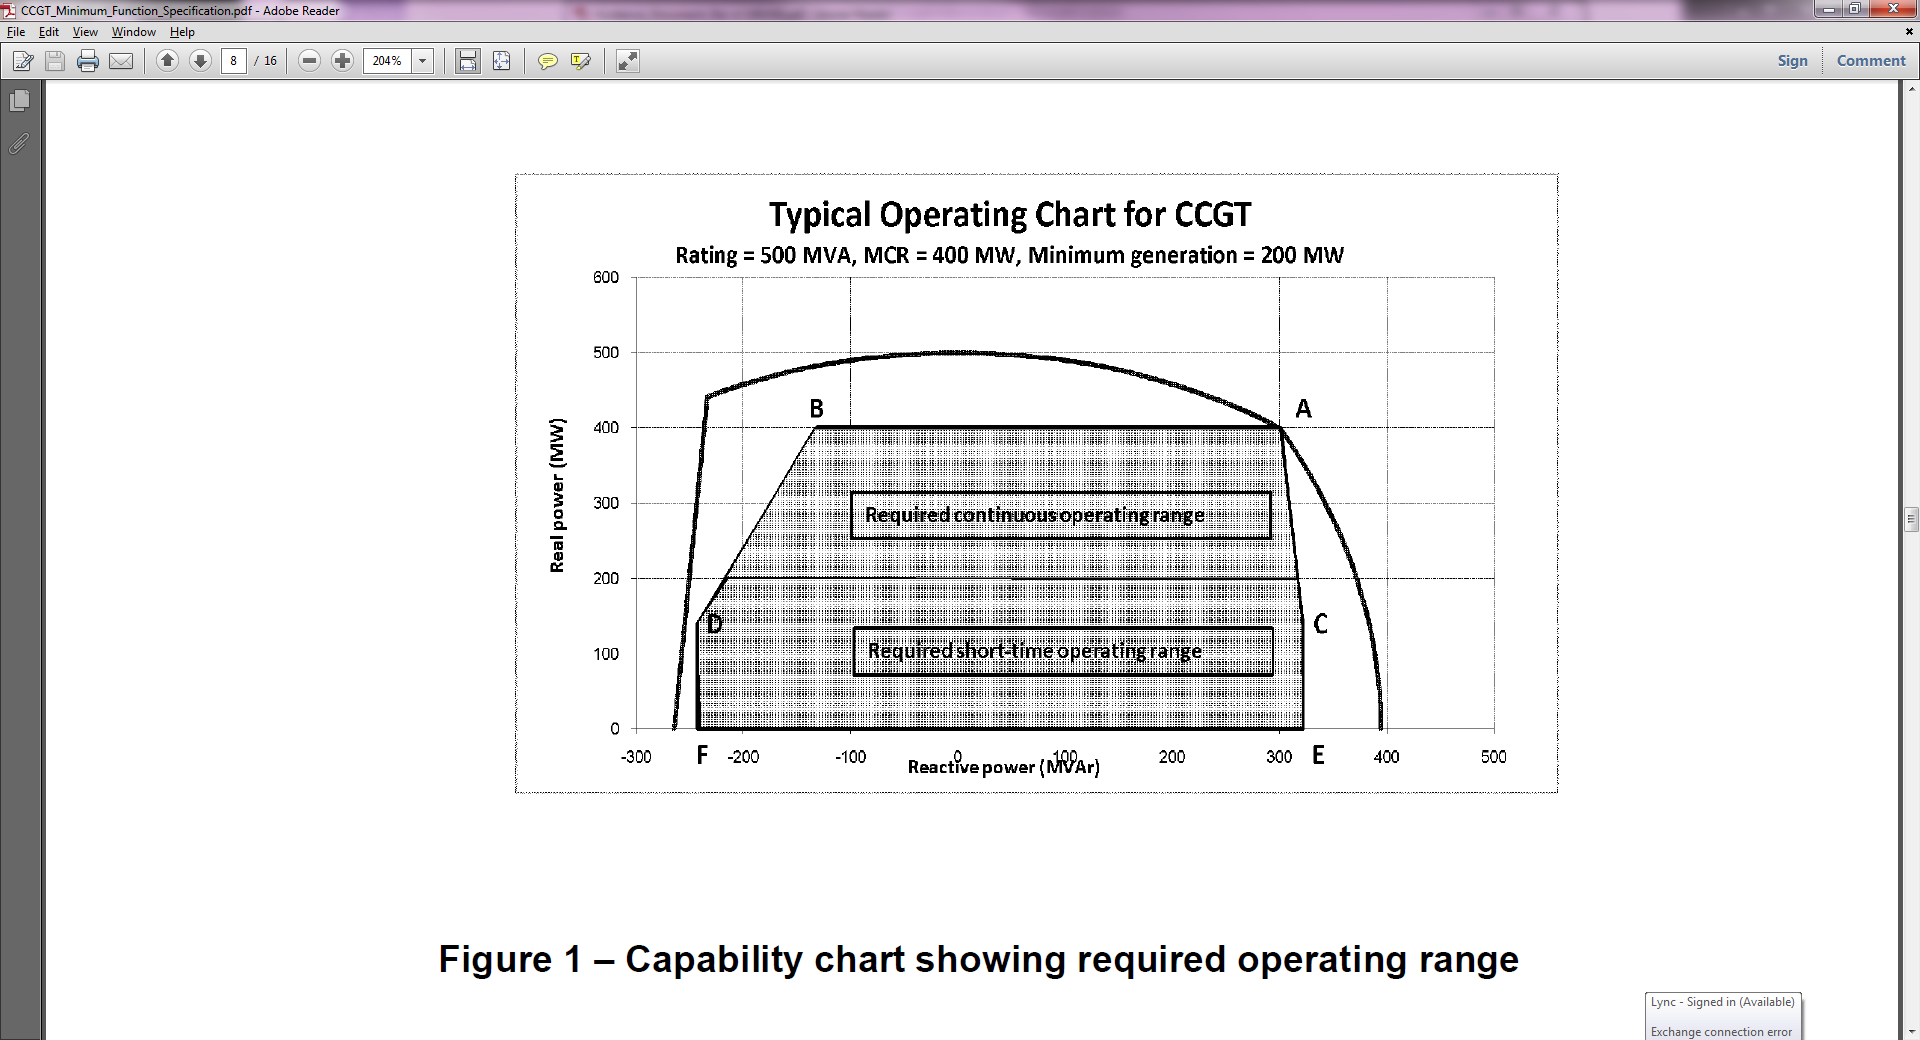 CCGT_Minimum_Function_Specification.pdf - Adobe Reader
File Edit View Window Help
8 / 16 204% Sign Comment
Typical Operating Chart for CCGT
Rating = 500 MVA, MCR = 400 MW, Minimum generation = 200 MW
600
500
B A
400
Real power (MW)
300
Required continuous operating range
200
D C
100
Required short-time operating range
0
-300 F -200 -100 0 100 200 300 E 400 500
Reactive power (MVAr)
Figure 1 – Capability chart showing required operating range
Lync - Signed in (Available)
Exchange connection error